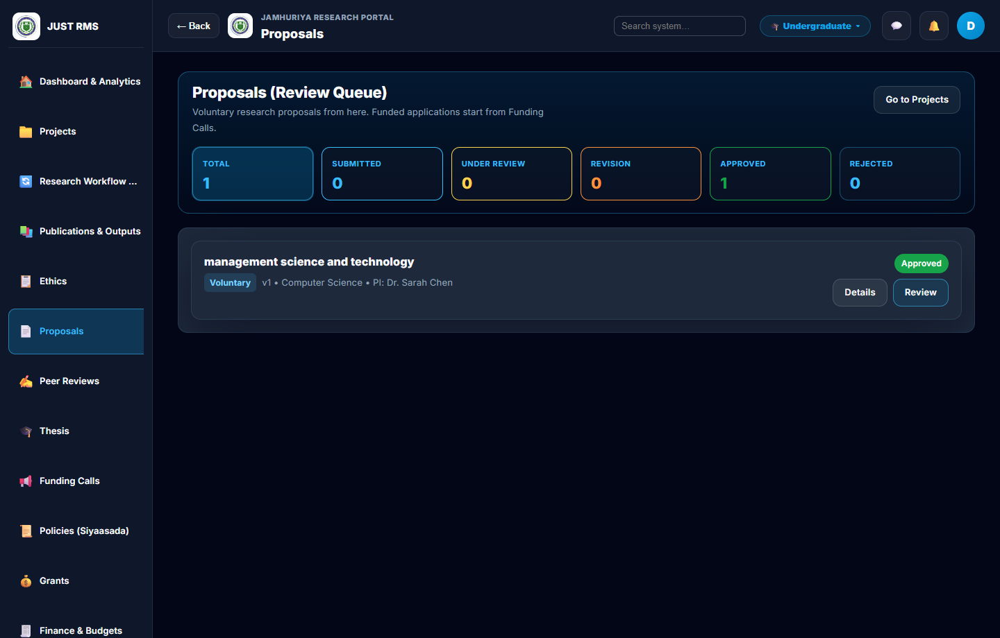 JUST RMS
← Back
JAMHURIYA RESEARCH PORTAL
Proposals
Search system...
Undergraduate
D
Dashboard & Analytics
Projects
Research Workflow ...
Publications & Outputs
Ethics
Proposals
Peer Reviews
Thesis
Funding Calls
Policies (Siyaasada)
Grants
Finance & Budgets
Proposals (Review Queue)
Voluntary research proposals from here. Funded applications start from Funding
Calls.
Go to Projects
TOTAL
1
SUBMITTED
0
UNDER REVIEW
0
REVISION
0
APPROVED
1
REJECTED
0
management science and technology
Approved
Voluntary v1 • Computer Science • PI: Dr. Sarah Chen
Details
Review